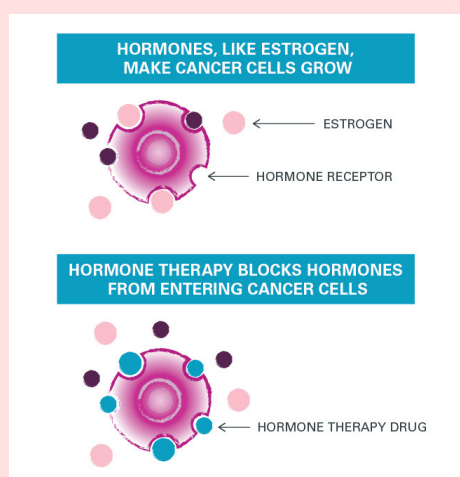 HORMONES, LIKE ESTROGEN,
MAKE CANCER CELLS GROW
ESTROGEN
HORMONE RECEPTOR
HORMONE THERAPY BLOCKS HORMONES
FROM ENTERING CANCER CELLS
HORMONE THERAPY DRUG